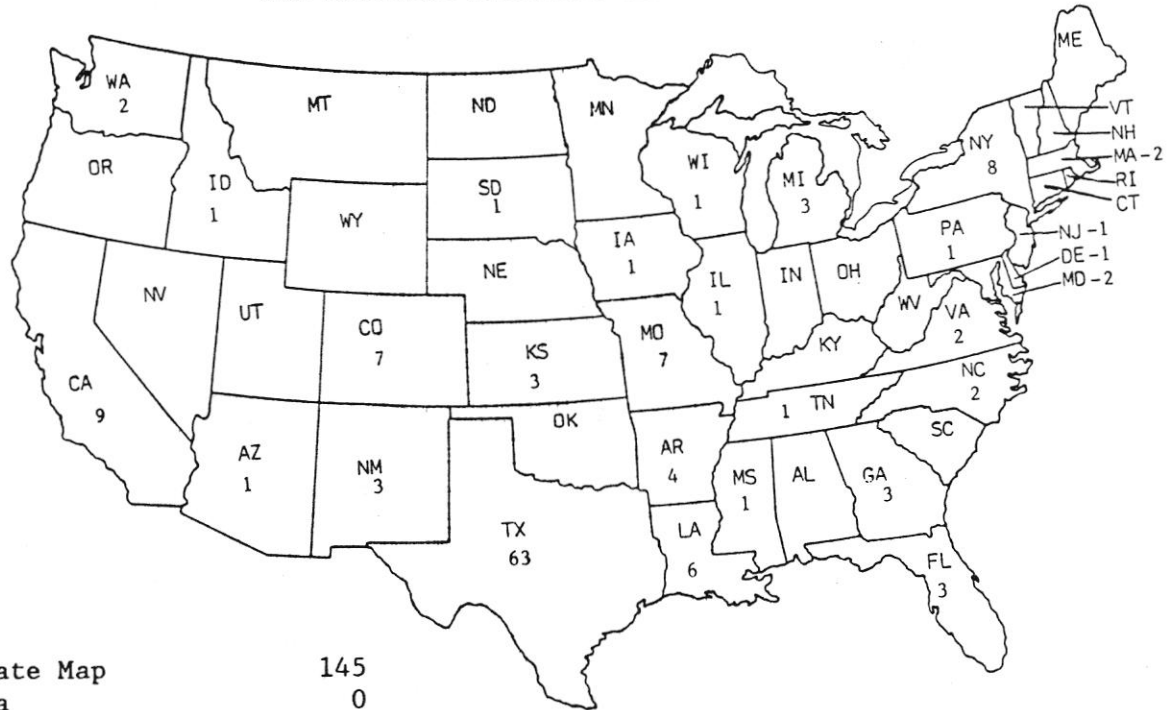 ME
WA
2
MT
ND
MN
VT
NH
MA-2
RI
CT
OR
ID
1
SD
1
WI
1
MI
3
NY
8
WY
IA
1
PA
1
NJ-1
DE-1
MD-2
NE
NV
UT
CO
7
IL
1
IN
OH
WV
VA
2
KS
3
MO
7
KY
CA
9
NC
2
1 TN
OK
AZ
1
NM
3
AR
4
SC
MS
1
AL
GA
3
TX
63
LA
6
FL
3
ate Map 145
a 0